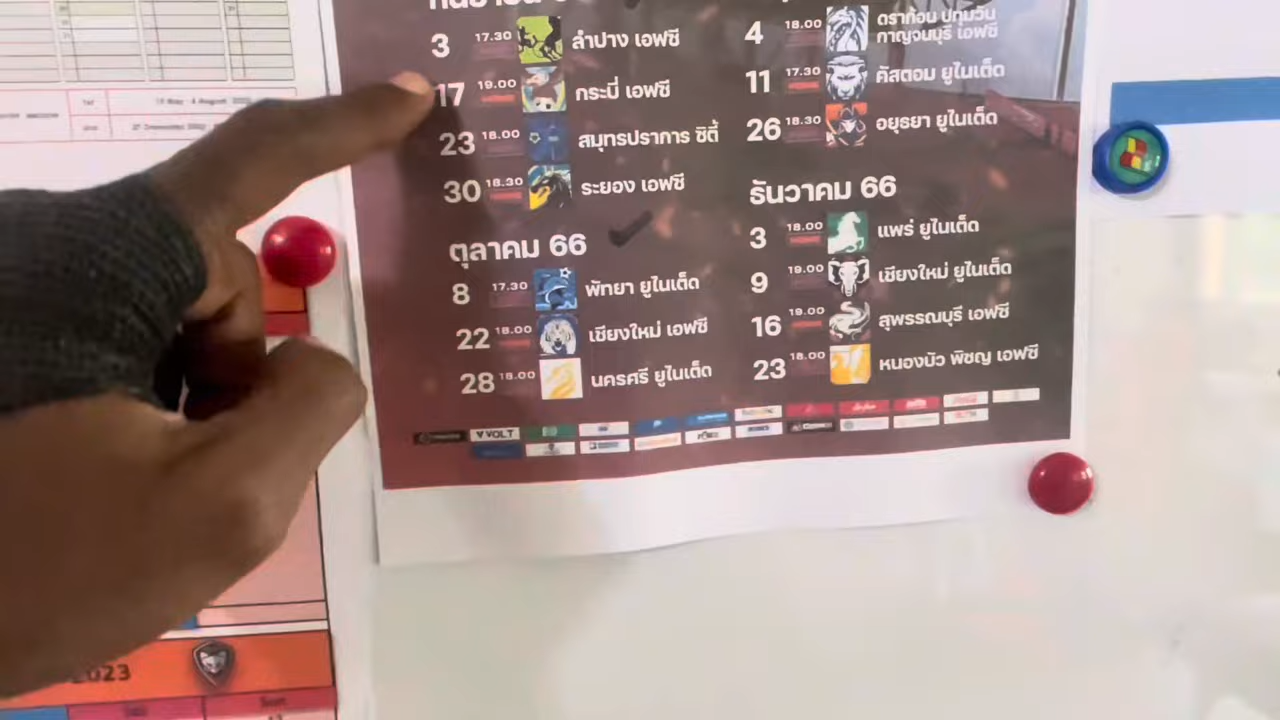 3 17.30 ลำปาง เอฟซี
17 19.00 กระบี่ เอฟซี
23 18.00 สมุทรปราการ ซิตี้
30 18.30 ระยอง เอฟซี
ตุลาคม 66
8 17.30 พัทยา ยูไนเต็ด
22 18.00 เชียงใหม่ เอฟซี
28 18.00 นครศรี ยูไนเต็ด
4 18.00 ดราก้อน ปทุมวัน
กาญจนบุรี เอฟซี
11 17.30 คัสตอม ยูไนเต็ด
26 18.30 อยุธยา ยูไนเต็ด
ธันวาคม 66
3 18.00 แพร่ ยูไนเต็ด
9 19.00 เชียงใหม่ ยูไนเต็ด
16 19.00 สุพรรณบุรี เอฟซี
23 18.00 หนองบัว พิชญ เอฟซี
VOLT
2023
Sun